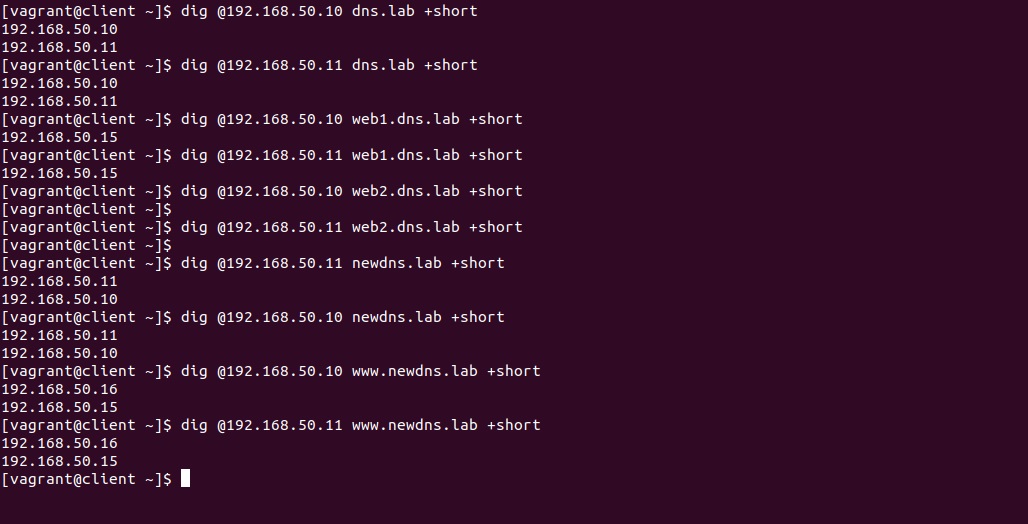 [vagrant@client ~]$ dig @192.168.50.10 dns.lab +short
192.168.50.10
192.168.50.11
[vagrant@client ~]$ dig @192.168.50.11 dns.lab +short
192.168.50.10
192.168.50.11
[vagrant@client ~]$ dig @192.168.50.10 web1.dns.lab +short
192.168.50.15
[vagrant@client ~]$ dig @192.168.50.11 web1.dns.lab +short
192.168.50.15
[vagrant@client ~]$ dig @192.168.50.10 web2.dns.lab +short
[vagrant@client ~]$
[vagrant@client ~]$ dig @192.168.50.11 web2.dns.lab +short
[vagrant@client ~]$
[vagrant@client ~]$ dig @192.168.50.11 newdns.lab +short
192.168.50.11
192.168.50.10
[vagrant@client ~]$ dig @192.168.50.10 newdns.lab +short
192.168.50.11
192.168.50.10
[vagrant@client ~]$ dig @192.168.50.10 www.newdns.lab +short
192.168.50.16
192.168.50.15
[vagrant@client ~]$ dig @192.168.50.11 www.newdns.lab +short
192.168.50.16
192.168.50.15
[vagrant@client ~]$